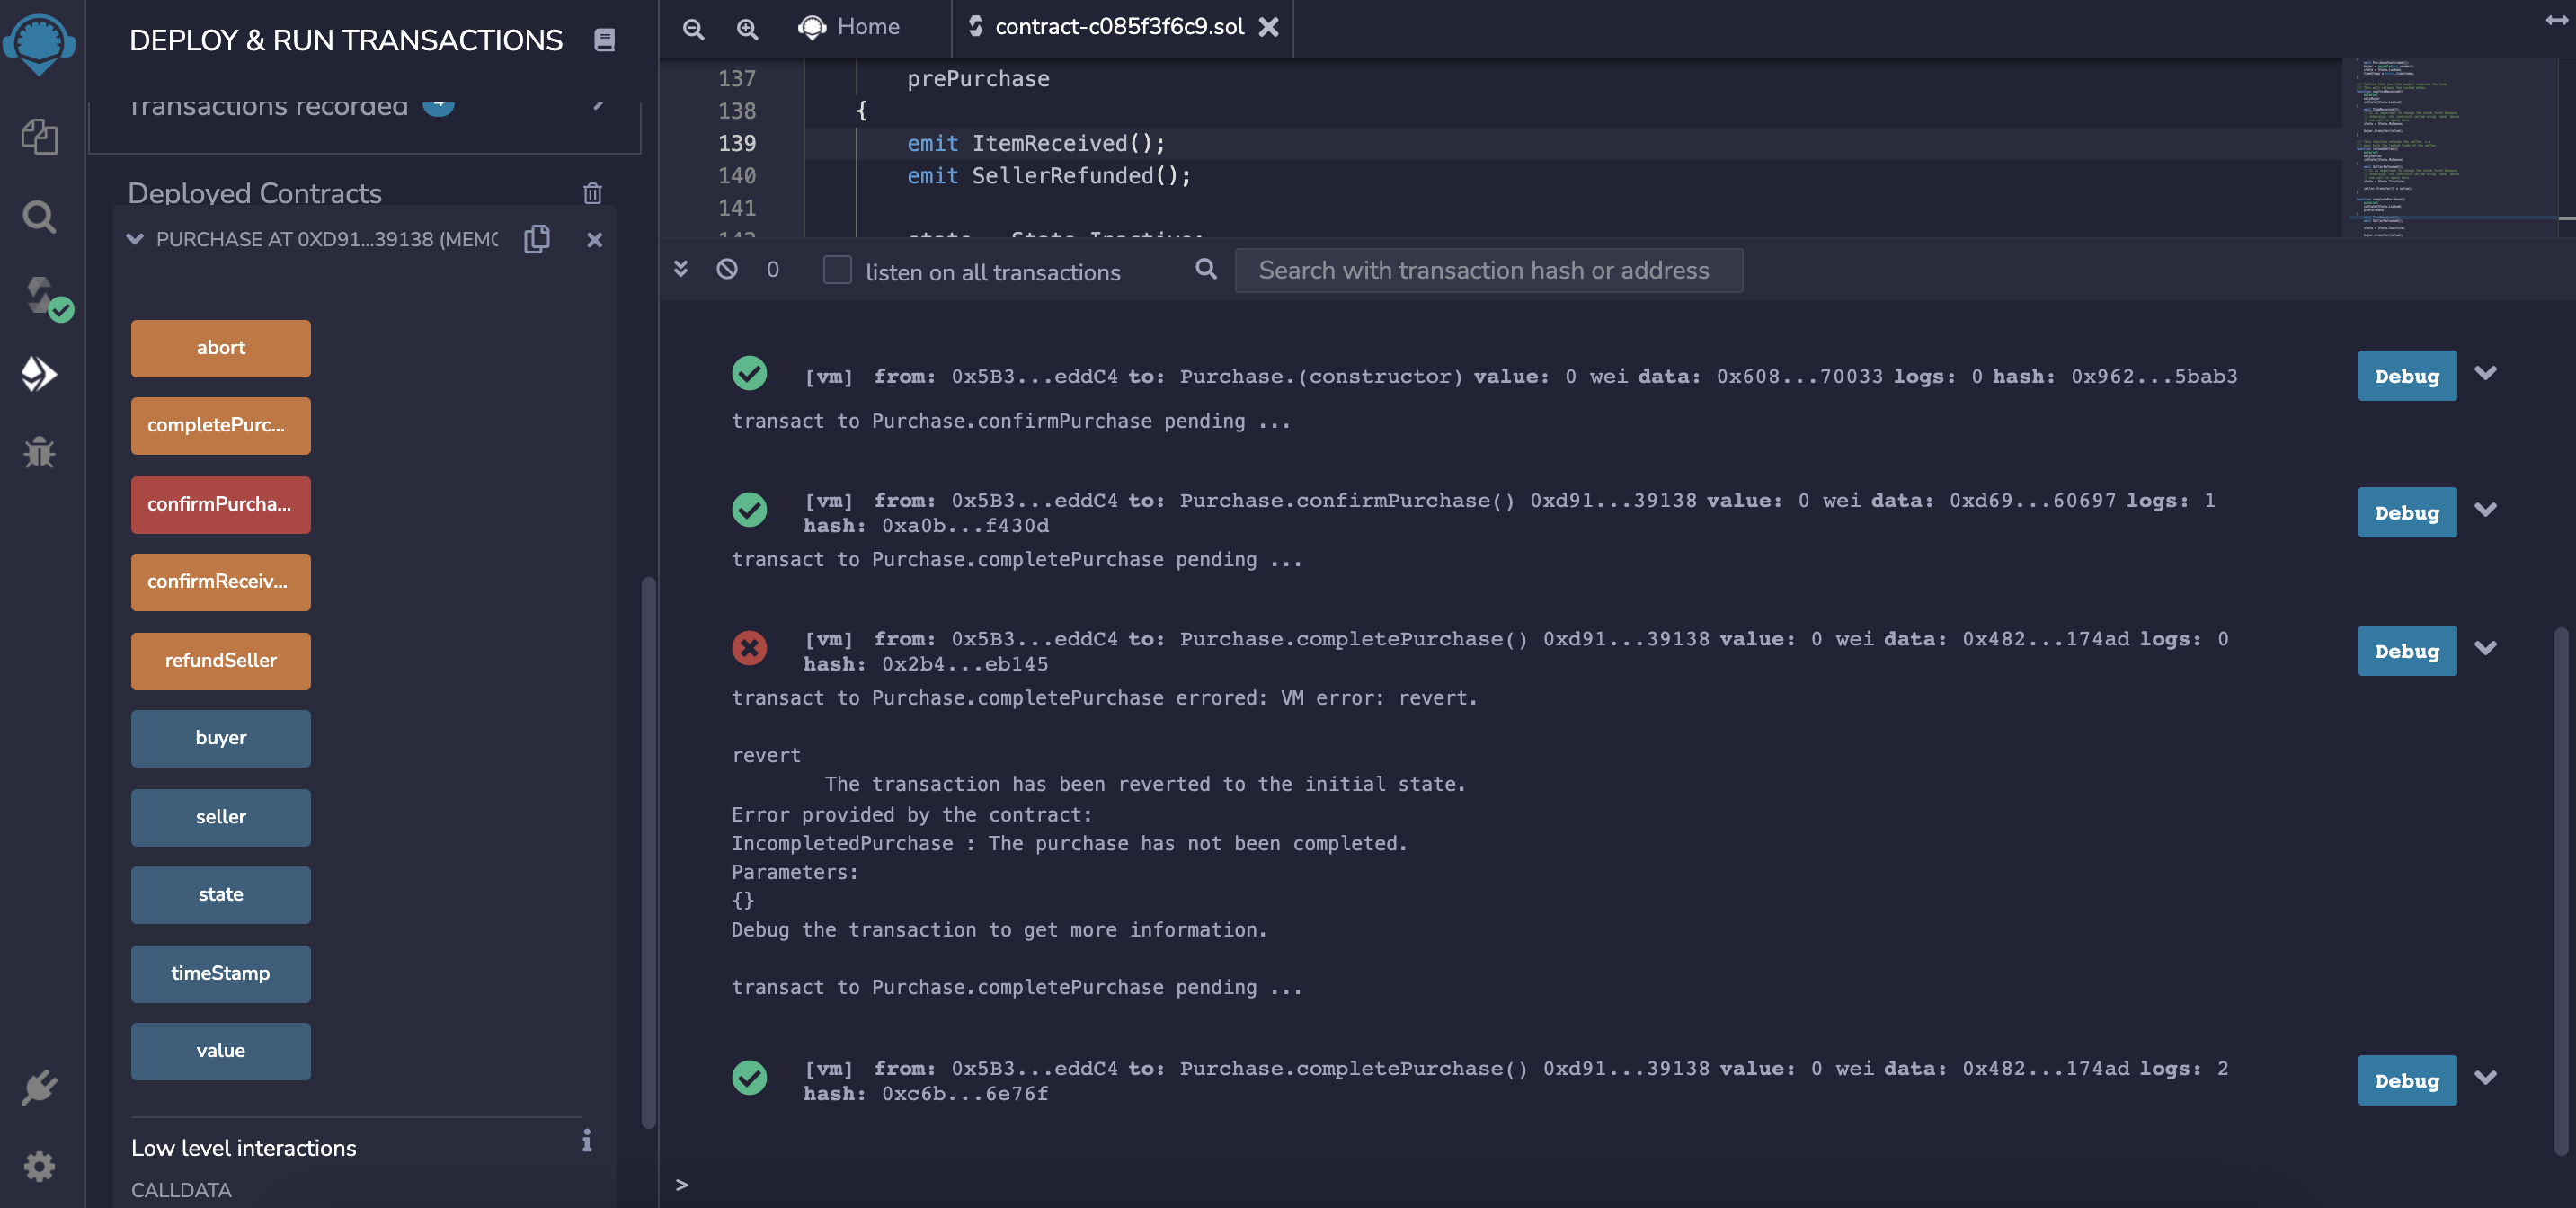 DEPLOY & RUN TRANSACTIONS
Transactions recorded 4
Deployed Contracts
PURCHASE AT 0XD91...39138 (MEMO
abort
completePurc...
confirmPurcha...
confirmReceiv...
refundSeller
buyer
seller
state
timeStamp
value
Low level interactions
CALLDATA
Home
contract-c085f3f6c9.sol
137 prePurchase
138 {
139 emit ItemReceived();
140 emit SellerRefunded();
141
142 state = State.Inactive;
0
listen on all transactions
Search with transaction hash or address
[vm] from: 0x5B3...eddC4 to: Purchase.(constructor) value: 0 wei data: 0x608...70033 logs: 0 hash: 0x962...5bab3
Debug
transact to Purchase.confirmPurchase pending ...
[vm] from: 0x5B3...eddC4 to: Purchase.confirmPurchase() 0xd91...39138 value: 0 wei data: 0xd69...60697 logs: 1
hash: 0xa0b...f430d
Debug
transact to Purchase.completePurchase pending ...
[vm] from: 0x5B3...eddC4 to: Purchase.completePurchase() 0xd91...39138 value: 0 wei data: 0x482...174ad logs: 0
hash: 0x2b4...eb145
Debug
transact to Purchase.completePurchase errored: VM error: revert.
revert
The transaction has been reverted to the initial state.
Error provided by the contract:
IncompletedPurchase : The purchase has not been completed.
Parameters:
{}
Debug the transaction to get more information.
transact to Purchase.completePurchase pending ...
[vm] from: 0x5B3...eddC4 to: Purchase.completePurchase() 0xd91...39138 value: 0 wei data: 0x482...174ad logs: 2
hash: 0xc6b...6e76f
Debug
>